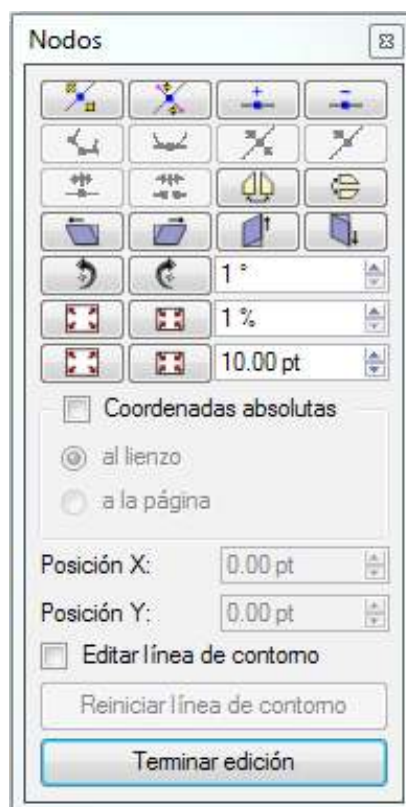 Nodos
1 °
1 %
10.00 pt
Coordenadas absolutas
al lienzo
a la página
Posición X: 0.00 pt
Posición Y: 0.00 pt
Editar línea de contorno
Reiniciar línea de contorno
Terminar edición